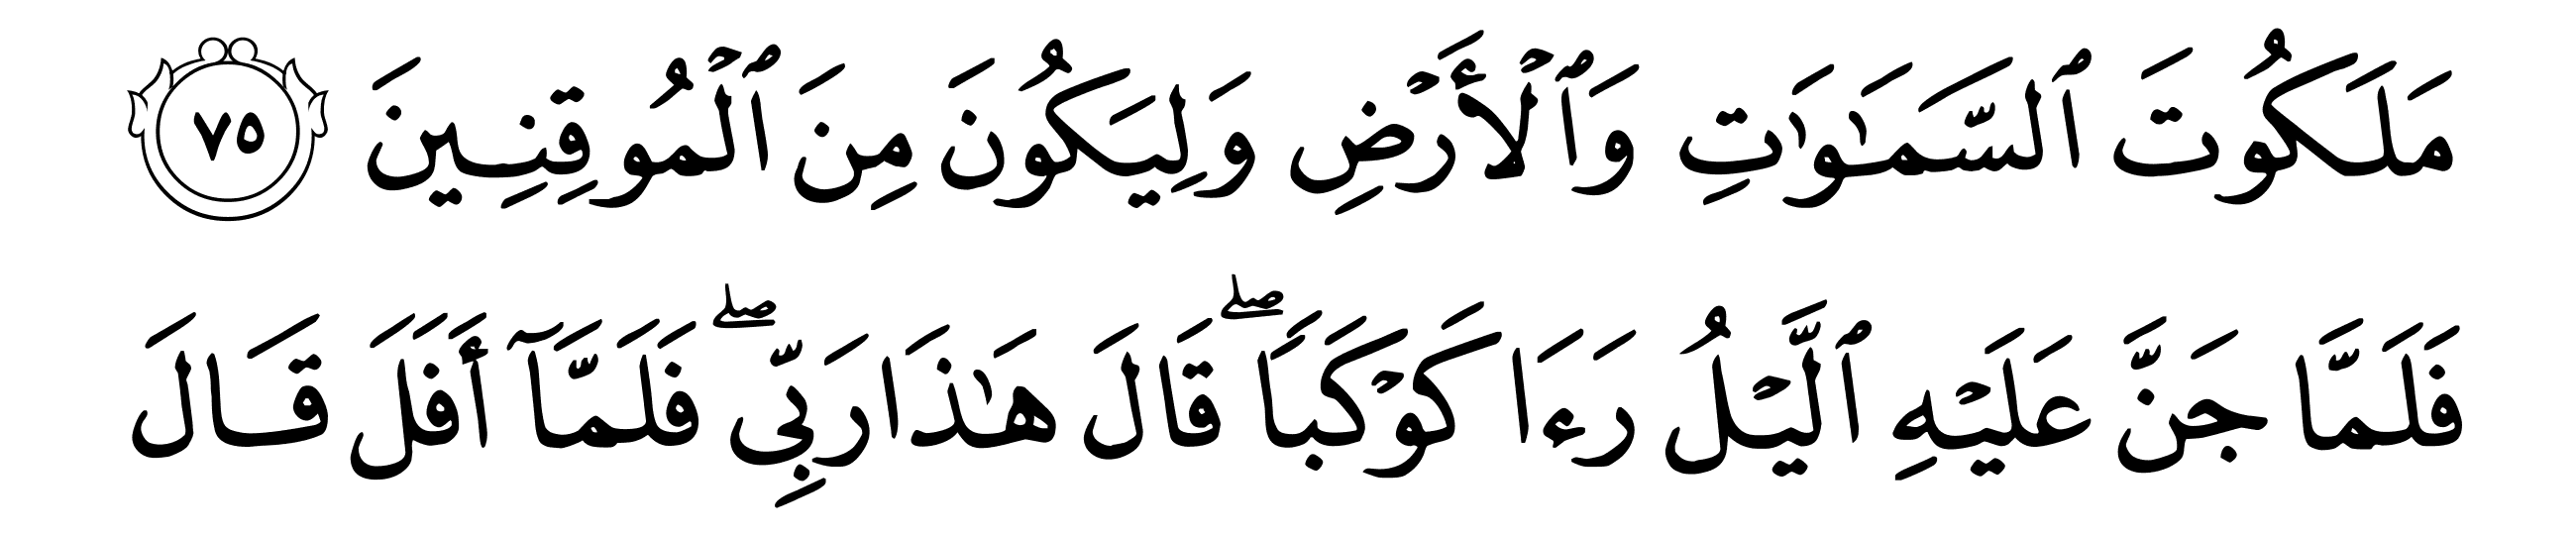 مَلَكُوتَ ٱلسَّمَٰوَٰتِ وَٱلۡأَرۡضِ وَلِيَكُونَ مِنَ ٱلۡمُوقِنِينَ ٧٥
فَلَمَّا جَنَّ عَلَيۡهِ ٱلَّيۡلُ رَءَا كَوۡكَبٗاۖ قَالَ هَٰذَا رَبِّيۖ فَلَمَّآ أَفَلَ قَالَ